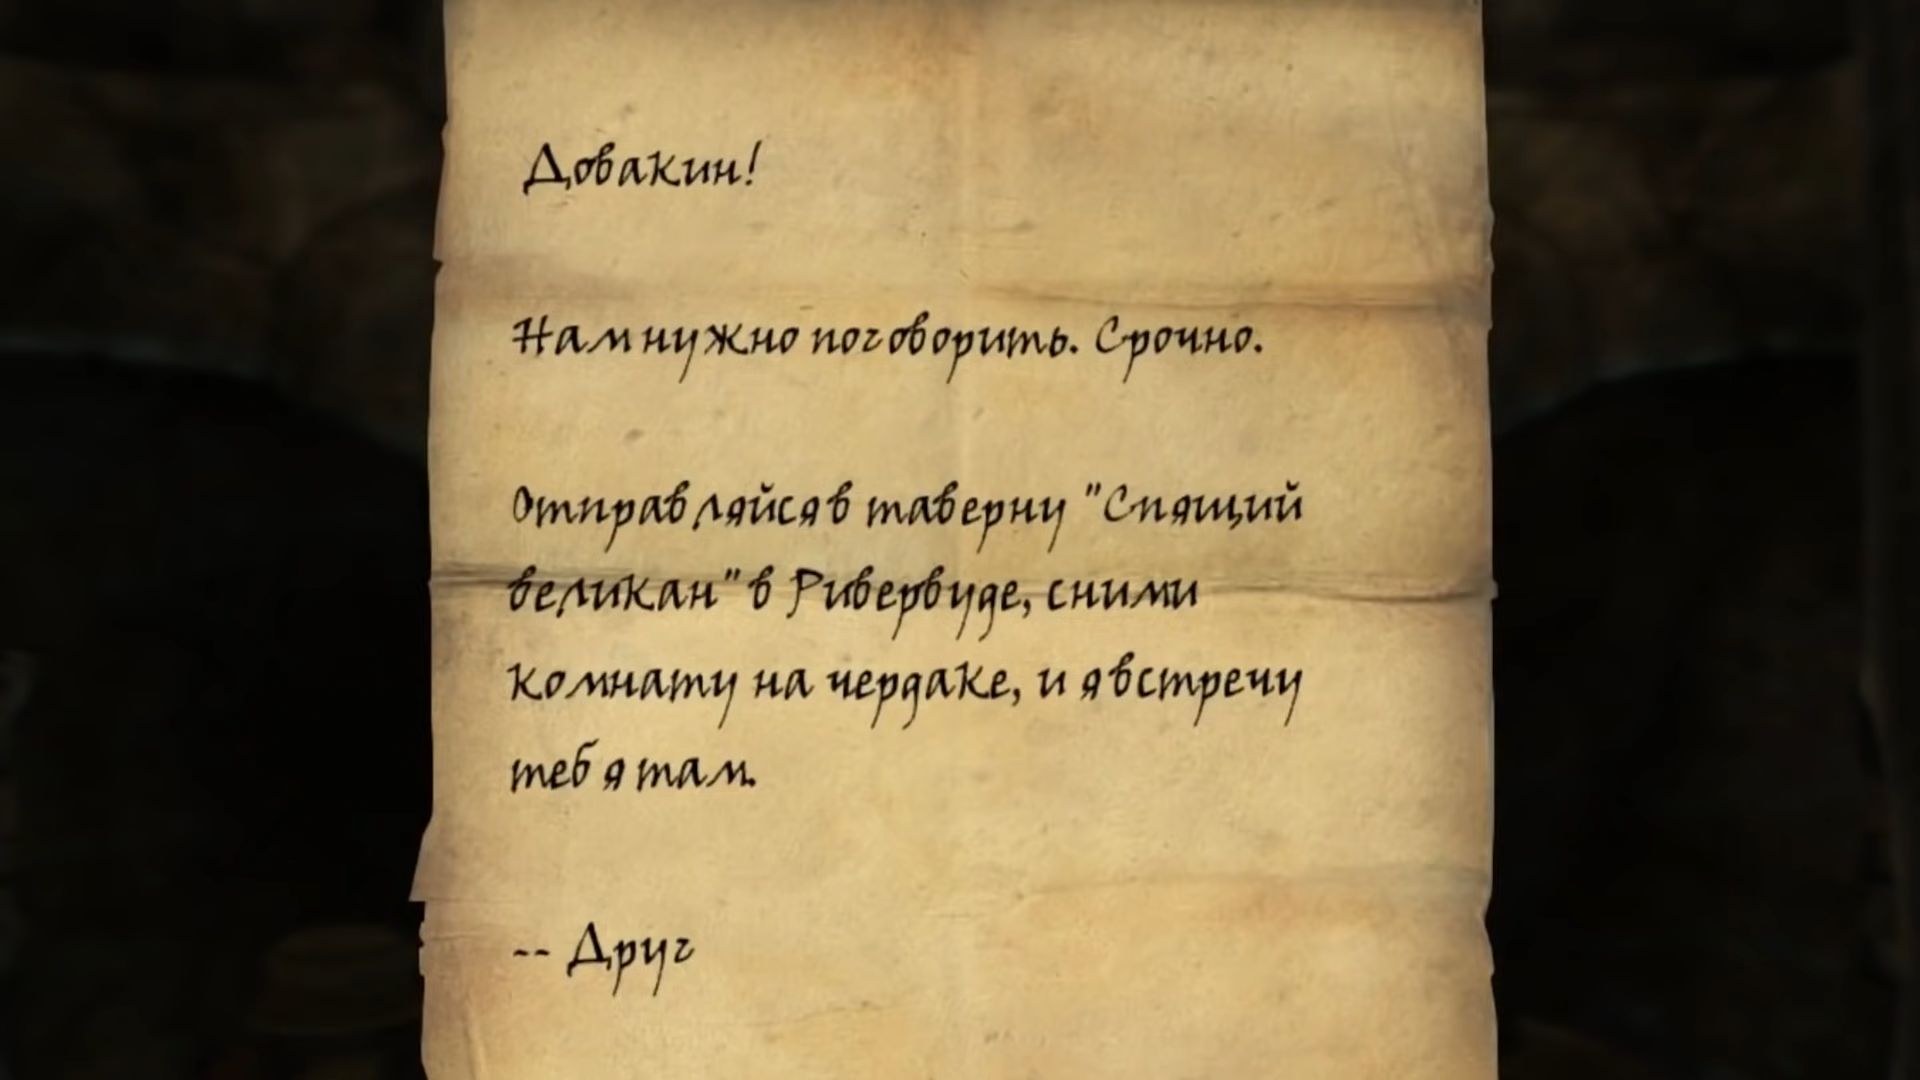 Довакин!
Нам нужно поговорить. Срочно.
Отправляйся в таверну "Спящий
великан" в Ривервуде, сними
комнату на чердаке, и я встречу
тебя там.
-- Друг